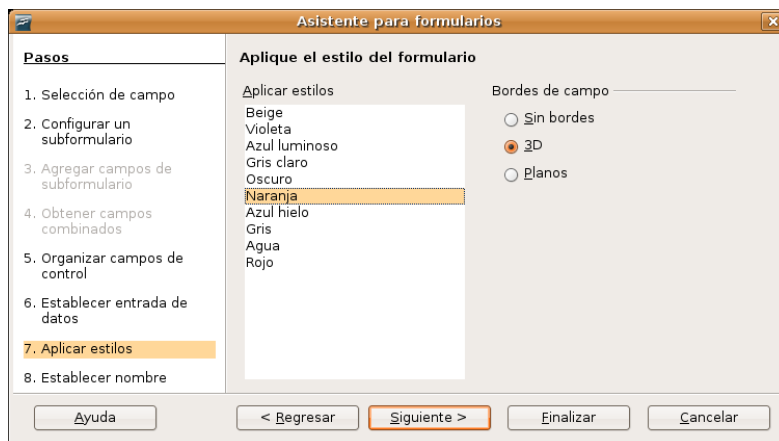 Asistente para formularios
Pasos
1. Selección de campo
2. Configurar un
subformulario
3. Agregar campos de
subformulario
4. Obtener campos
combinados
5. Organizar campos de
control
6. Establecer entrada de
datos
7. Aplicar estilos
8. Establecer nombre
Aplique el estilo del formulario
Aplicar estilos
Beige
Violeta
Azul luminoso
Gris claro
Oscuro
Naranja
Azul hielo
Gris
Agua
Rojo
Bordes de campo
Sin bordes
3D
Planos
Ayuda
< Regresar
Siguiente >
Finalizar
Cancelar